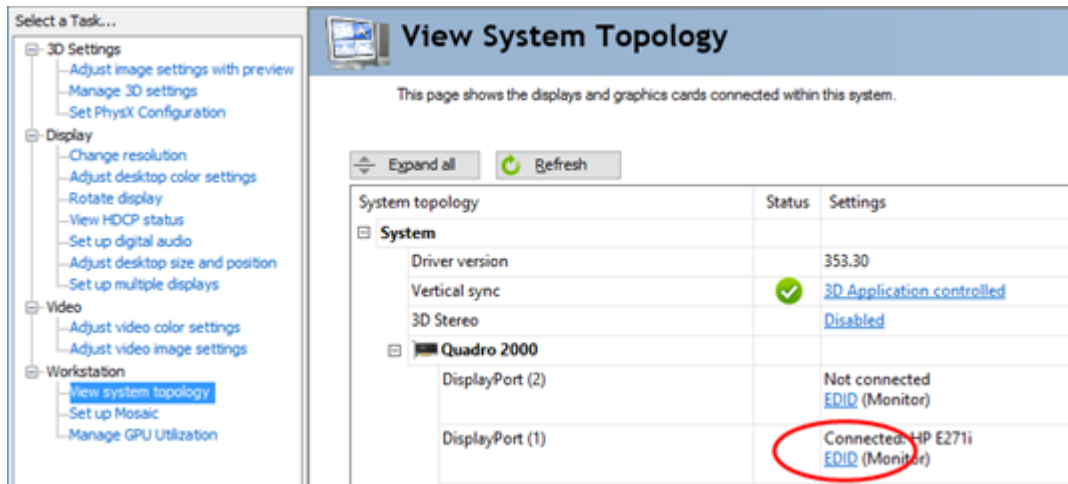 Select a Task...
3D Settings
Adjust image settings with preview
Manage 3D settings
Set PhysX Configuration
Display
Change resolution
Adjust desktop color settings
Rotate display
View HDCP status
Set up digital audio
Adjust desktop size and position
Set up multiple displays
Video
Adjust video color settings
Adjust video image settings
Workstation
View system topology
Set up Mosaic
Manage GPU Utilization
View System Topology
This page shows the displays and graphics cards connected within this system.
Expand all Refresh
System topology Status Settings
System
Driver version 353.30
Vertical sync 3D Application controlled
3D Stereo Disabled
Quadro 2000
DisplayPort (2) Not connected
EDID (Monitor)
DisplayPort (1) Connected: HP E271i
EDID (Monitor)